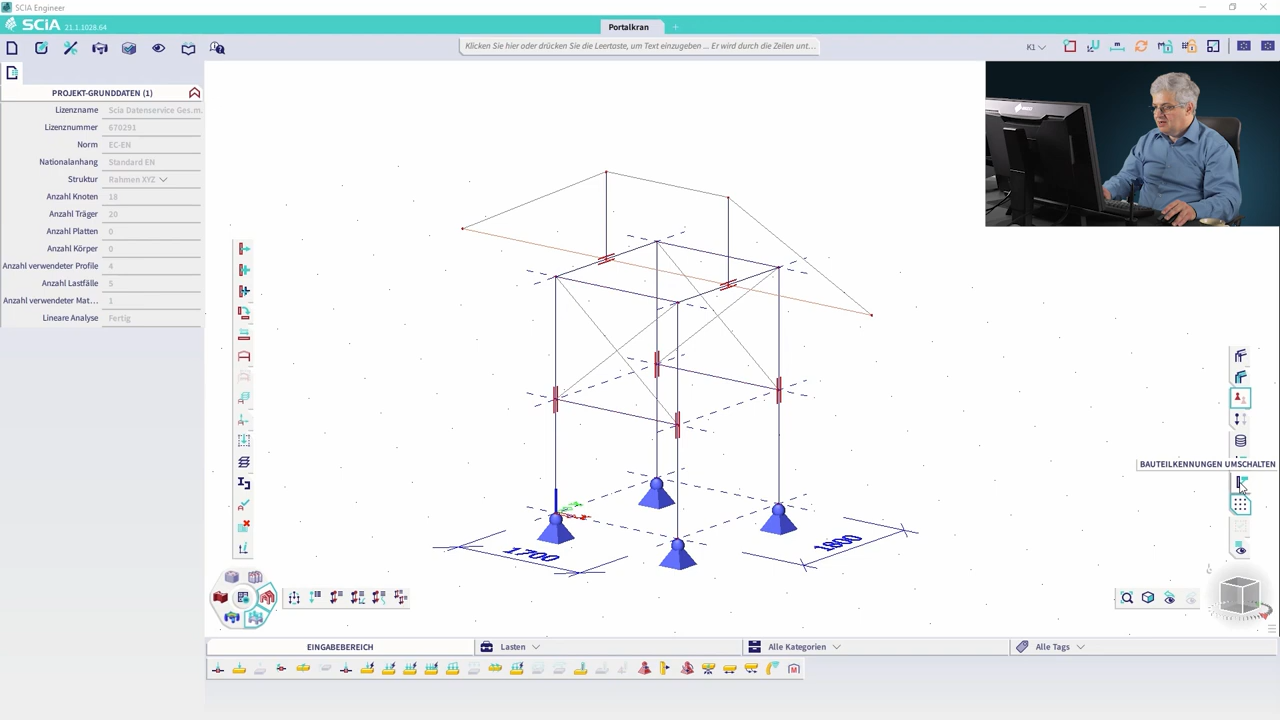 SCIA Engineer
SCIA 21.1.1028.64
Portalkran
Klicken Sie hier oder drücken Sie die Leertaste, um Text einzugeben ... Er wird durch die Zeilen unt...
K1
PROJEKT-GRUNDDATEN (1)
Lizenzname Scia Datenservice Ges.m.
Lizenznummer 670291
Norm EC-EN
Nationalanhang Standard EN
Struktur Rahmen XYZ
Anzahl Knoten 18
Anzahl Träger 20
Anzahl Platten 0
Anzahl Körper 0
Anzahl verwendeter Profile 4
Anzahl Lastfälle 5
Anzahl verwendeter Mat... 1
Lineare Analyse Fertig
BAUTEILKENNUNGEN UMSCHALTEN
1.700
1800
EINGABEBEREICH
Lasten
Alle Kategorien
Alle Tags